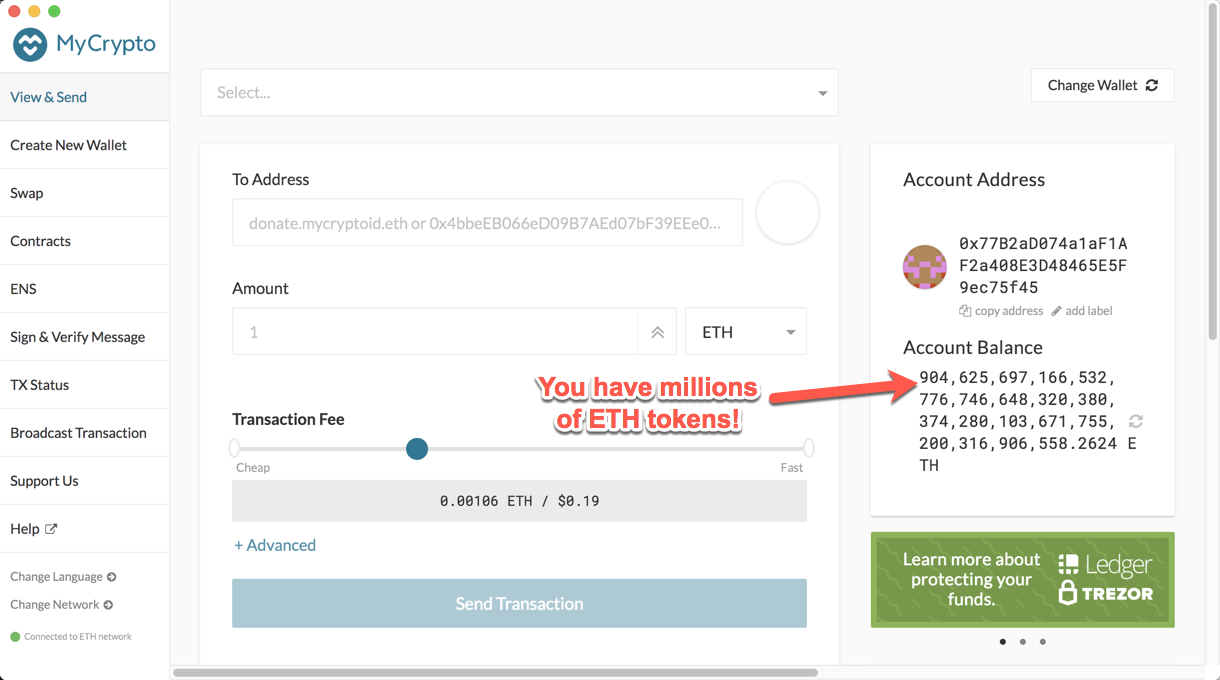 MyCrypto
View & Send
Create New Wallet
Swap
Contracts
ENS
Sign & Verify Message
TX Status
Broadcast Transaction
Support Us
Help
Change Language
Change Network
Connected to ETH network
Select...
Change Wallet
To Address
donate.mycryptoid.eth or 0x4bbeEB066eD09B7AEd07bF39EEe0...
Amount
1
ETH
You have millions
of ETH tokens!
Transaction Fee
Cheap
Fast
0.00106 ETH / $0.19
+ Advanced
Send Transaction
Account Address
0x77B2aD074a1aF1A
F2a408E3D48465E5F
9ec75f45
copy address
add label
Account Balance
904,625,697,166,532,
776,746,648,320,380,
374,280,103,671,755,
200,316,906,558.2624 E
TH
Learn more about
protecting your
funds.
Ledger
TREZOR